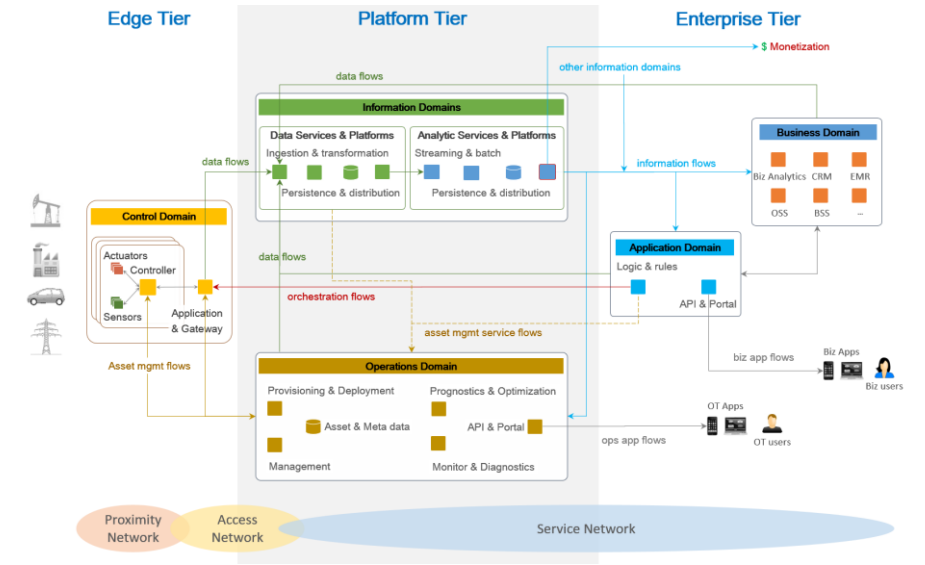 Edge Tier
Platform Tier
Enterprise Tier
$ Monetization
other information domains
data flows
Information Domains
Data Services & Platforms
Analytic Services & Platforms
Ingestion & transformation
Streaming & batch
Persistence & distribution
Persistence & distribution
data flows
information flows
Business Domain
Biz Analytics
CRM
EMR
OSS
BSS
...
Control Domain
Actuators
Controller
Sensors
Application
& Gateway
data flows
orchestration flows
Application Domain
Logic & rules
API & Portal
asset mgmt service flows
Asset mgmt flows
Operations Domain
Provisioning & Deployment
Prognostics & Optimization
Asset & Meta data
API & Portal
Management
Monitor & Diagnostics
biz app flows
Biz Apps
Biz users
ops app flows
OT Apps
OT users
Proximity
Network
Access
Network
Service Network